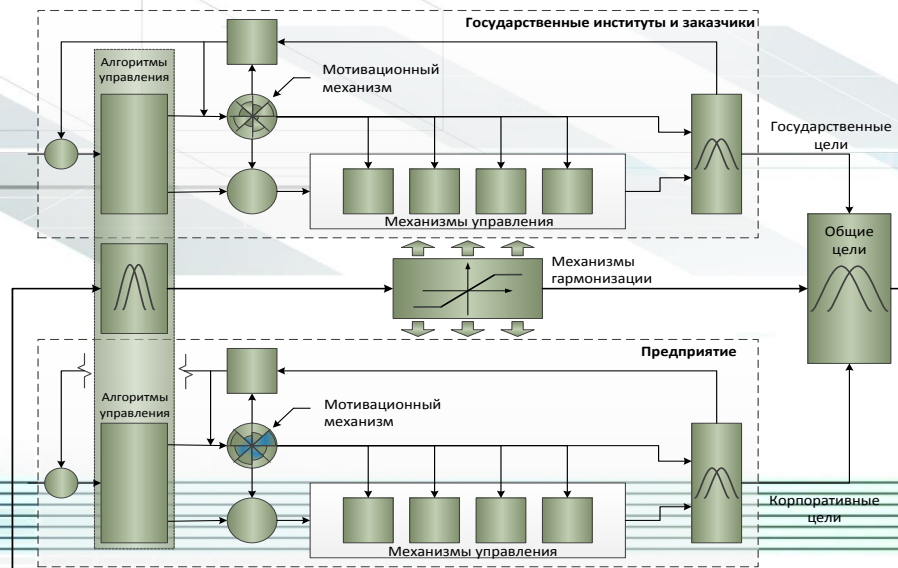 Государственные институты и заказчики
Алгоритмы
управления
Мотивационный
механизм
Государственные
цели
Механизмы управления
Общие
цели
Механизмы
гармонизации
Предприятие
Алгоритмы
управления
Мотивационный
механизм
Корпоративные
цели
Механизмы управления